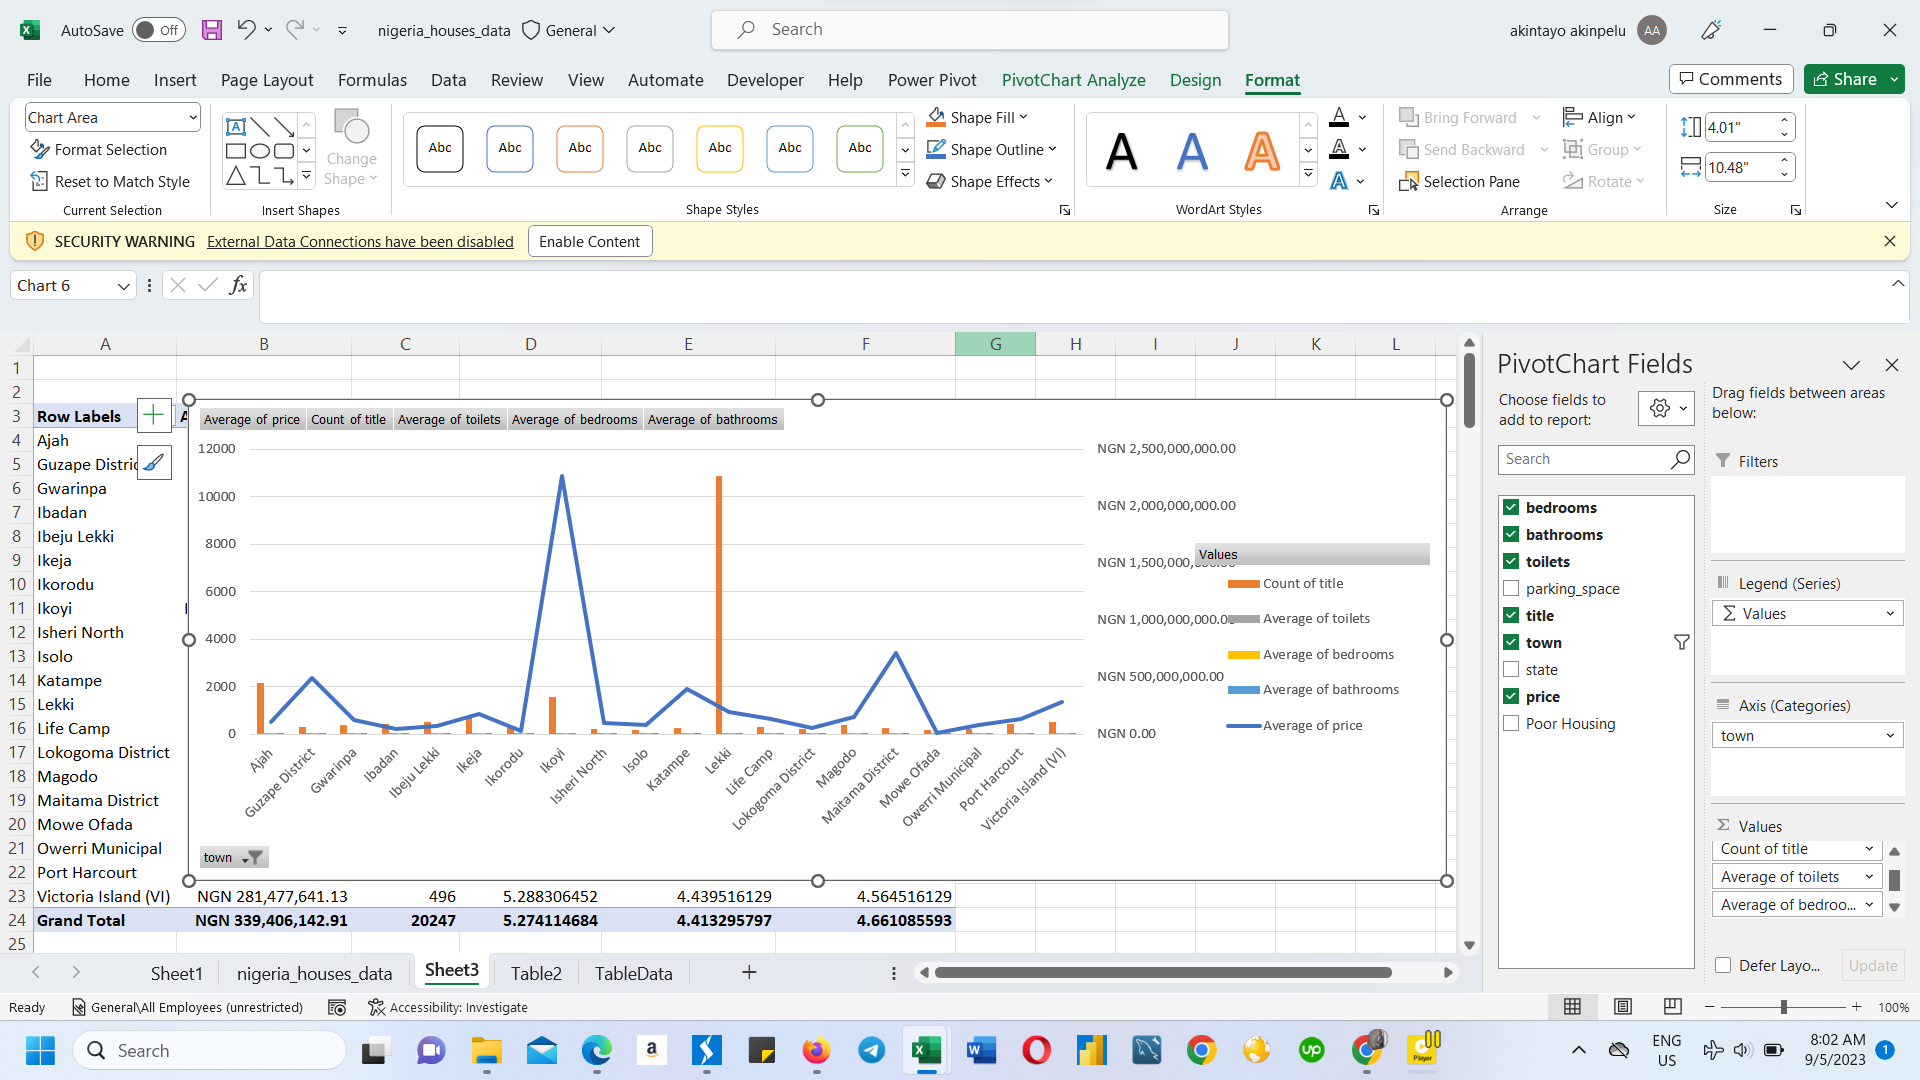 AutoSave Off nigeria_houses_data General Search akintayo akinpelu AA
File Home Insert Page Layout Formulas Data Review View Automate Developer Help Power Pivot PivotChart Analyze Design Format Comments Share
Chart Area
Format Selection
Reset to Match Style
Current Selection
Change
Shape
Insert Shapes
Abc Abc Abc Abc Abc Abc Abc
Shape Fill
Shape Outline
Shape Effects
Shape Styles
A A A
WordArt Styles
Bring Forward
Send Backward
Selection Pane
Align
Group
Rotate
Arrange
4.01"
10.48"
Size
SECURITY WARNING External Data Connections have been disabled Enable Content
Chart 6 fx
A B C D E F G H I J K L
1
2
3 Row Labels A
4 Ajah
5 Guzape Distric
6 Gwarinpa
7 Ibadan
8 Ibeju Lekki
9 Ikeja
10 Ikorodu
11 Ikoyi
12 Isheri North
13 Isolo
14 Katampe
15 Lekki
16 Life Camp
17 Lokogoma District
18 Magodo
19 Maitama District
20 Mowe Ofada
21 Owerri Municipal
22 Port Harcourt
23 Victoria Island (VI) NGN 281,477,641.13 496 5.288306452 4.439516129 4.564516129
24 Grand Total NGN 339,406,142.91 20247 5.274114684 4.413295797 4.661085593
25
Average of price Count of title Average of toilets Average of bedrooms Average of bathrooms
12000
10000
8000
6000
4000
2000
0
NGN 2,500,000,000.00
NGN 2,000,000,000.00
NGN 1,500,000,000.00
NGN 1,000,000,000.00
NGN 500,000,000.00
NGN 0.00
Values
Count of title
Average of toilets
Average of bedrooms
Average of bathrooms
Average of price
Ajah
Guzape District
Gwarinpa
Ibadan
Ibeju Lekki
Ikeja
Ikorodu
Ikoyi
Isheri North
Isolo
Katampe
Lekki
Life Camp
Lokogoma District
Magodo
Maitama District
Mowe Ofada
Owerri Municipal
Port Harcourt
Victoria Island (VI)
town
PivotChart Fields
Choose fields to
add to report:
Search
bedrooms
bathrooms
toilets
parking_space
title
town
state
price
Poor Housing
Drag fields between areas
below:
Filters
Legend (Series)
Σ Values
Axis (Categories)
town
Σ Values
Count of title
Average of toilets
Average of bedroo...
Defer Layo... Update
Sheet1 nigeria_houses_data Sheet3 Table2 TableData
Ready General\All Employees (unrestricted) Accessibility: Investigate 100%
Search
ENG
US
8:02 AM
9/5/2023
1